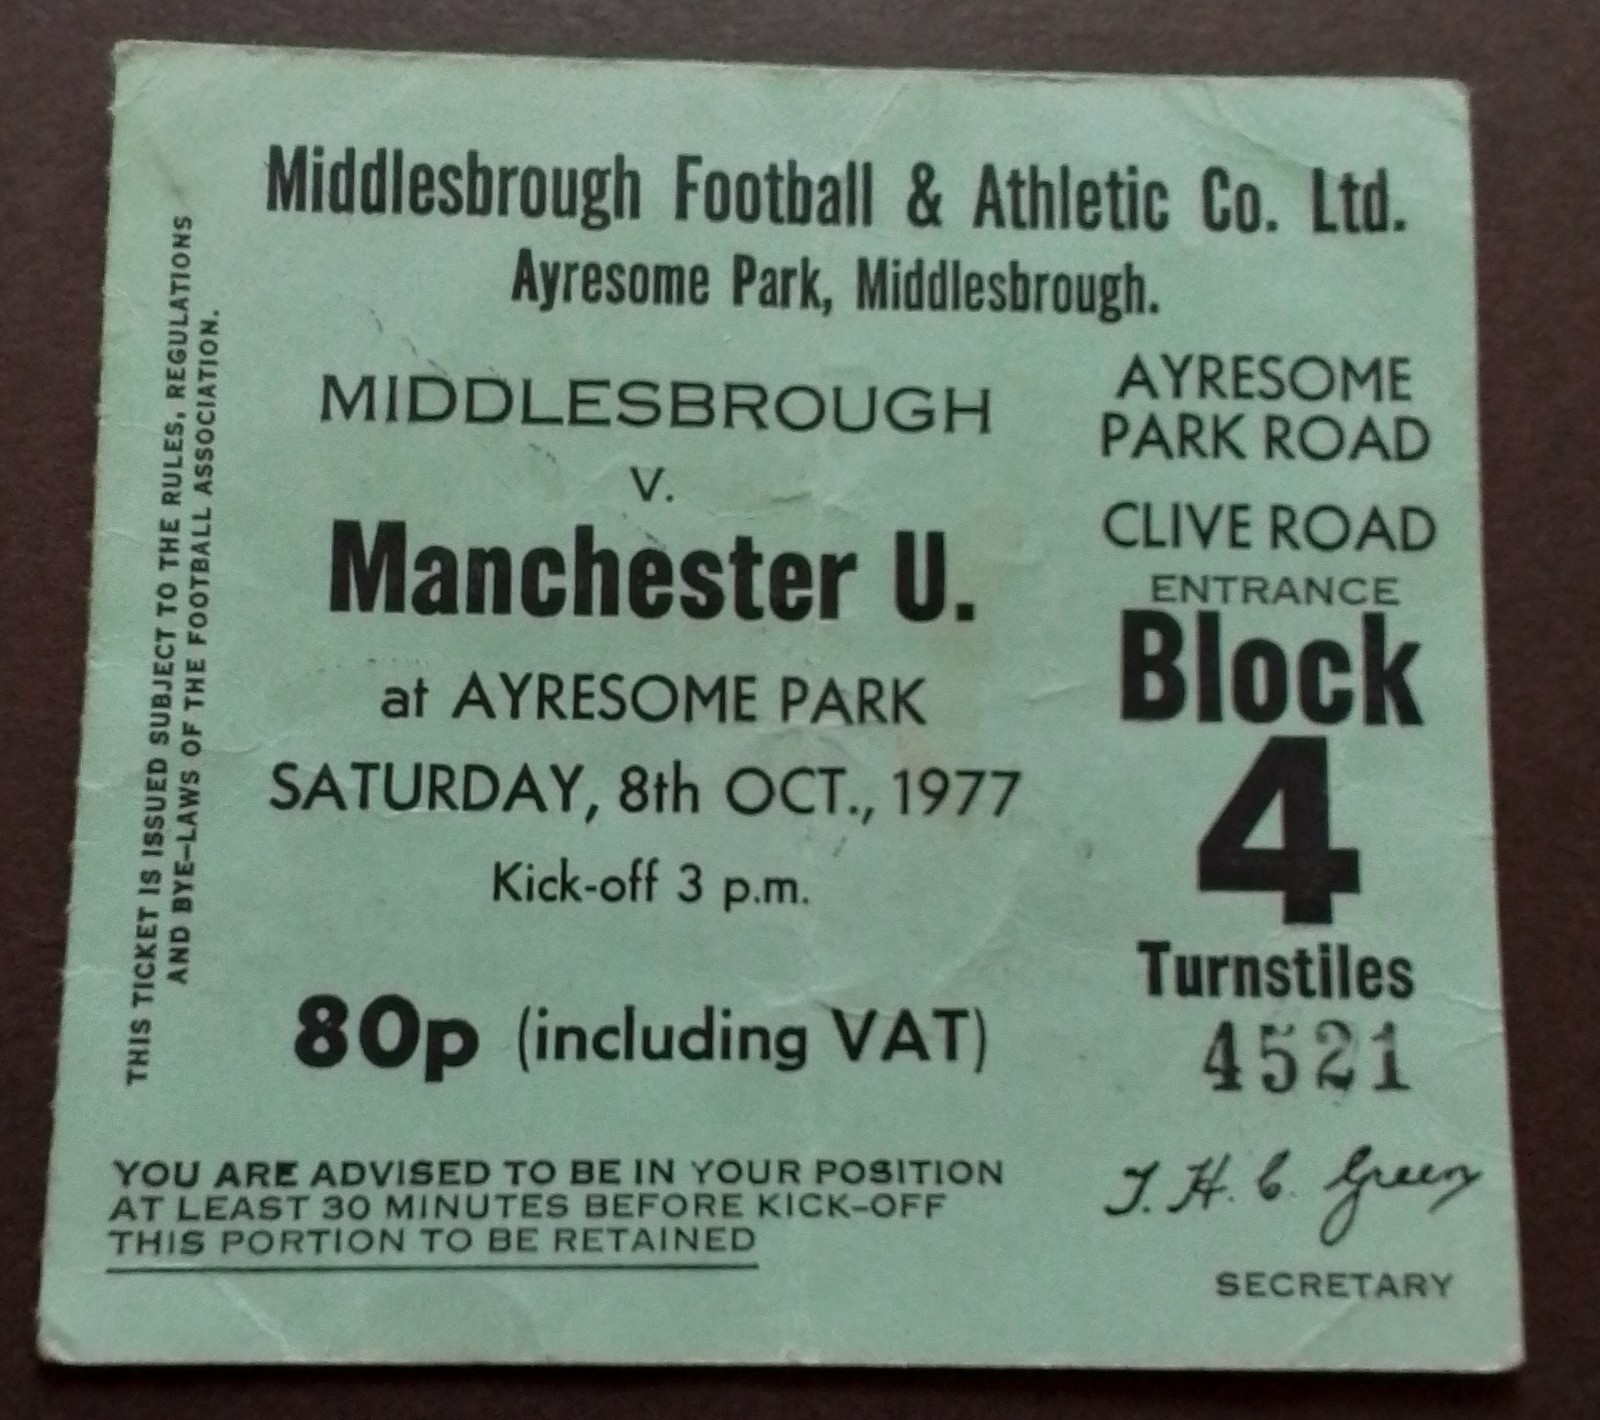 Middlesbrough Football & Athletic Co. Ltd.
Ayresome Park, Middlesbrough.
MIDDLESBROUGH
V.
Manchester U.
at AYRESOME PARK
SATURDAY, 8th OCT., 1977
Kick-off 3 p.m.
80p (including VAT)
AYRESOME
PARK ROAD
CLIVE ROAD
ENTRANCE
Block
4
Turnstiles
4521
T. H. C. Green
SECRETARY
YOU ARE ADVISED TO BE IN YOUR POSITION
AT LEAST 30 MINUTES BEFORE KICK-OFF
THIS PORTION TO BE RETAINED
THIS TICKET IS ISSUED SUBJECT TO THE RULES, REGULATIONS
AND BYE-LAWS OF THE FOOTBALL ASSOCIATION.